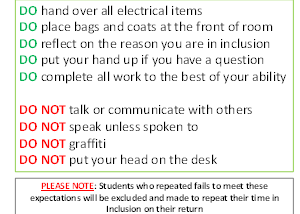 DO hand over all electrical items
DO place bags and coats at the front of room
DO reflect on the reason you are in inclusion
DO put your hand up if you have a question
DO complete all work to the best of your ability
DO NOT talk or communicate with others
DO NOT speak unless spoken to
DO NOT graffiti
DO NOT put your head on the desk
PLEASE NOTE: Students who repeated fails to meet these
expectations will be excluded and made to repeat their time in
Inclusion on their return